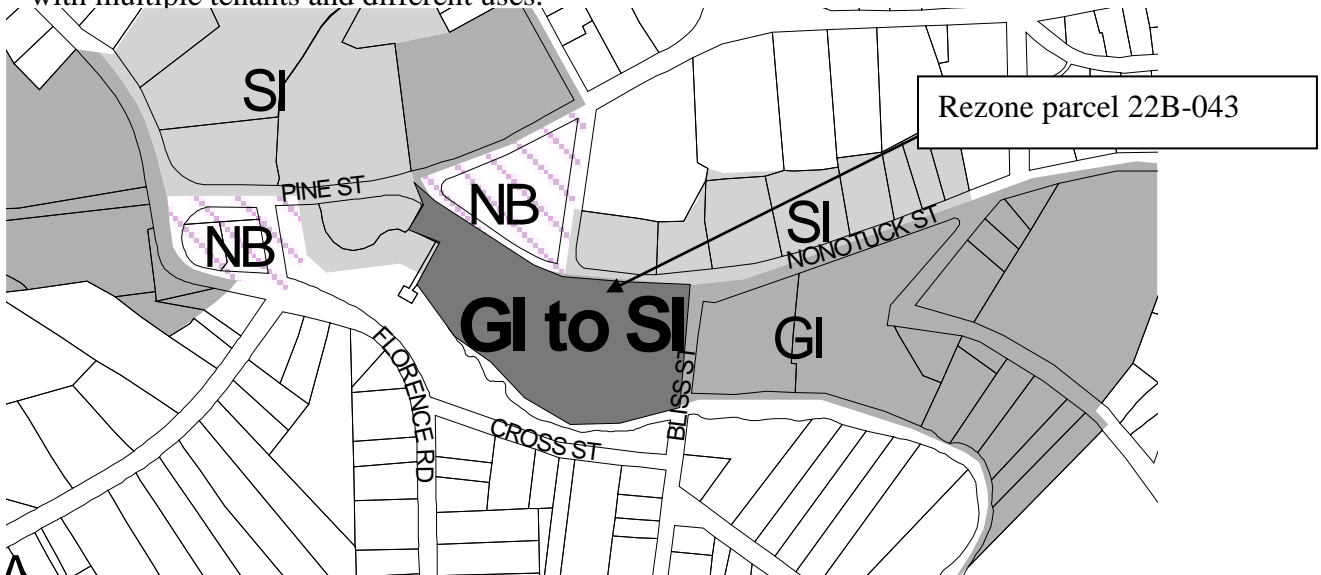 with multiple tenants and different uses.
SI
Rezone parcel 22B-043
PINE ST
NB
NB
SI
NONOTUCK ST
GI to SI
GI
FLORENCE RD
BLISS ST
CROSS ST
A